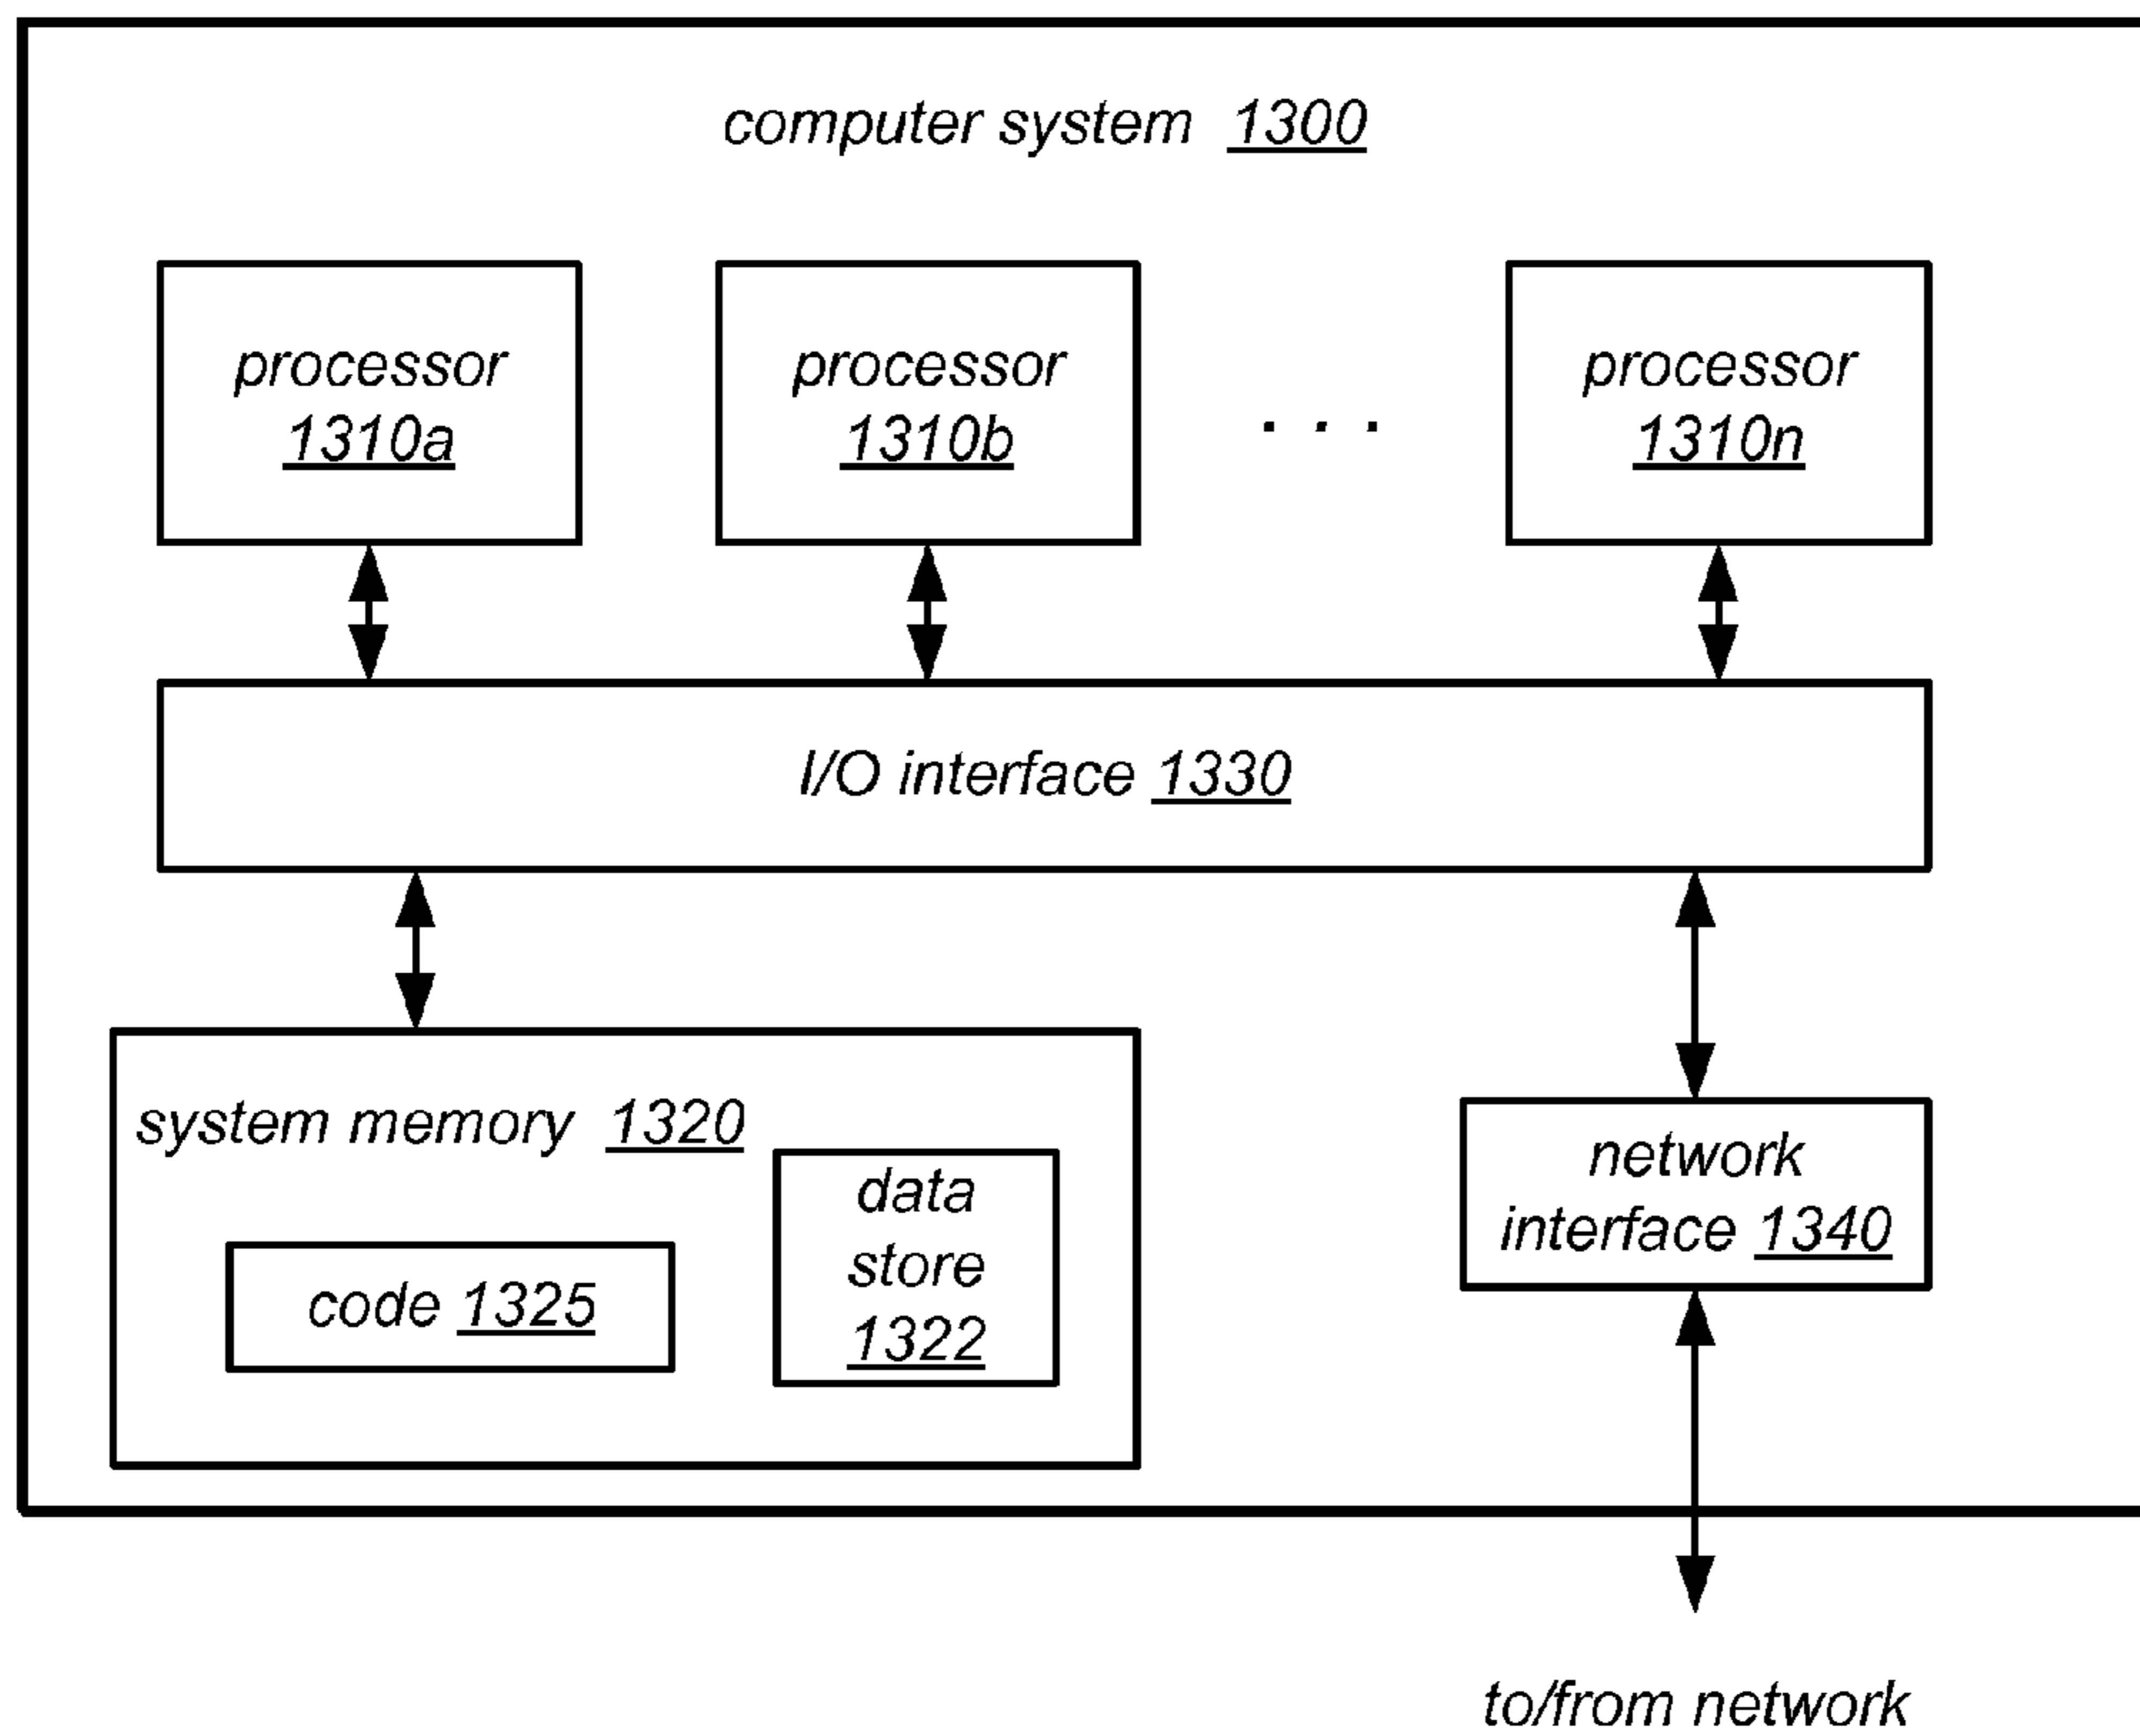 computer system 1300
processor
1310a
processor
1310b
. . .
processor
1310n
I/O interface 1330
system memory 1320
data
store
1322
code 1325
network
interface 1340
to/from network